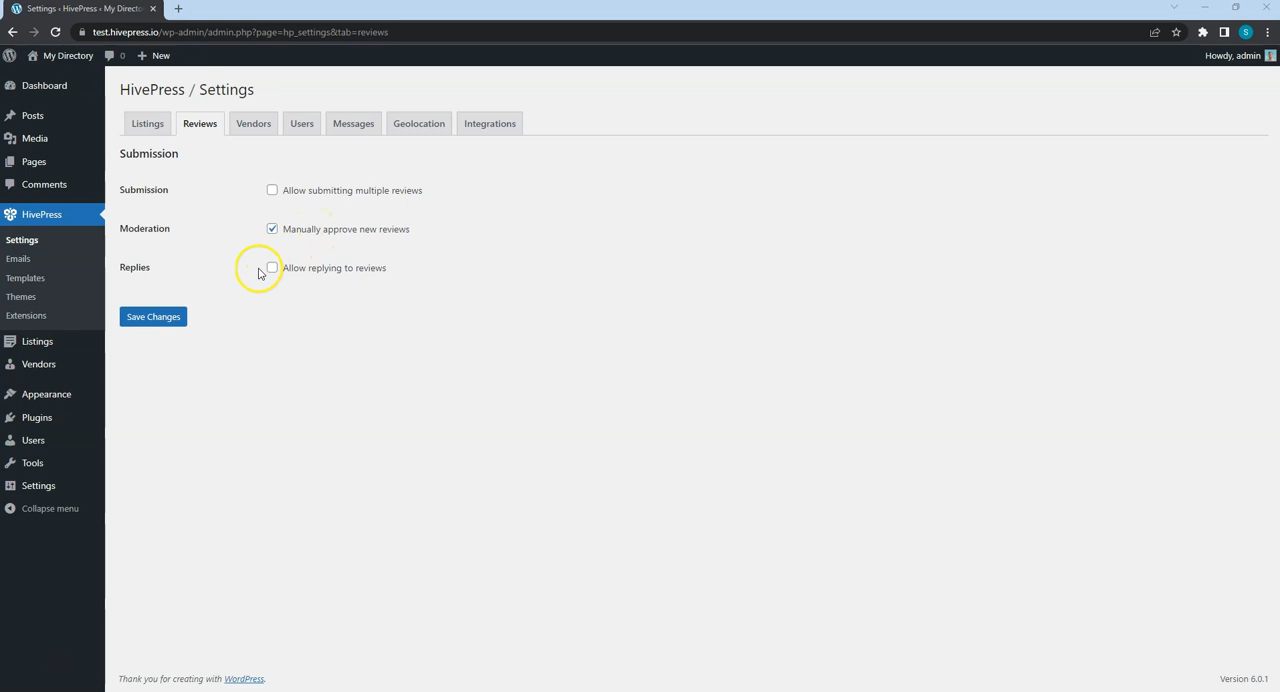 Settings ‹ HivePress ‹ My Directo
test.hivepress.io/wp-admin/admin.php?page=hp_settings&tab=reviews
S
My Directory 0 New
Howdy, admin
Dashboard
Posts
Media
Pages
Comments
HivePress
Settings
Emails
Templates
Themes
Extensions
Listings
Vendors
Appearance
Plugins
Users
Tools
Settings
Collapse menu
HivePress / Settings
Listings Reviews Vendors Users Messages Geolocation Integrations
Submission
Submission Allow submitting multiple reviews
Moderation Manually approve new reviews
Replies Allow replying to reviews
Save Changes
Thank you for creating with WordPress.
Version 6.0.1